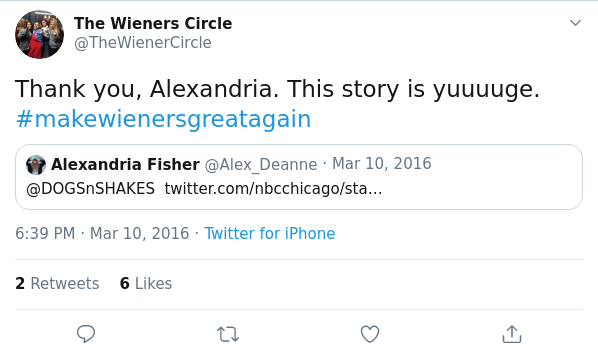 The Wieners Circle
@TheWienerCircle
Thank you, Alexandria. This story is yuuuuge.
#makewienersgreatagain
Alexandria Fisher @Alex_Deanne · Mar 10, 2016
@DOGSnSHAKES twitter.com/nbcchicago/sta…
6:39 PM · Mar 10, 2016 · Twitter for iPhone
2 Retweets 6 Likes